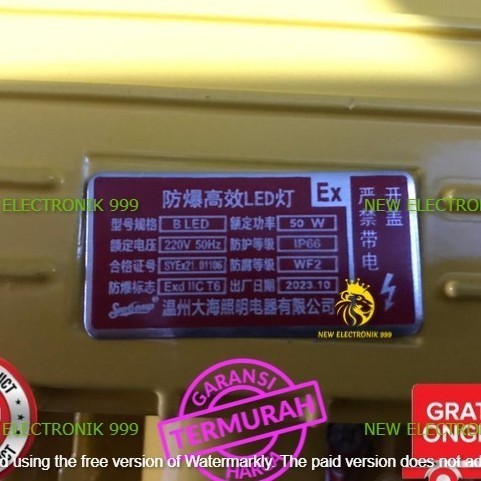 NEW ELECTRONIK 999
防爆高效LED灯
Ex
严禁带电
开盖
型号规格 BLED 额定功率 50 W
ELECTRONIK 999
NEW ELECTRONIK 999
额定电压 220V 50Hz 防护等级 IP66
合格证号 SYEx21.01106 防腐等级 WF2
防爆标志 Exd IIC T6 出厂日期 2023.10
温州大海照明电器有限公司
NEW ELECTRONIK 999
GARANSI
TERMURAH
HARGA
GRAT
ONGK
ELECTRONIK 999
NEW ELECTRONIK 999
NEW ELECTRONIK 999
d using the free version of Watermarkly. The paid version does not ad